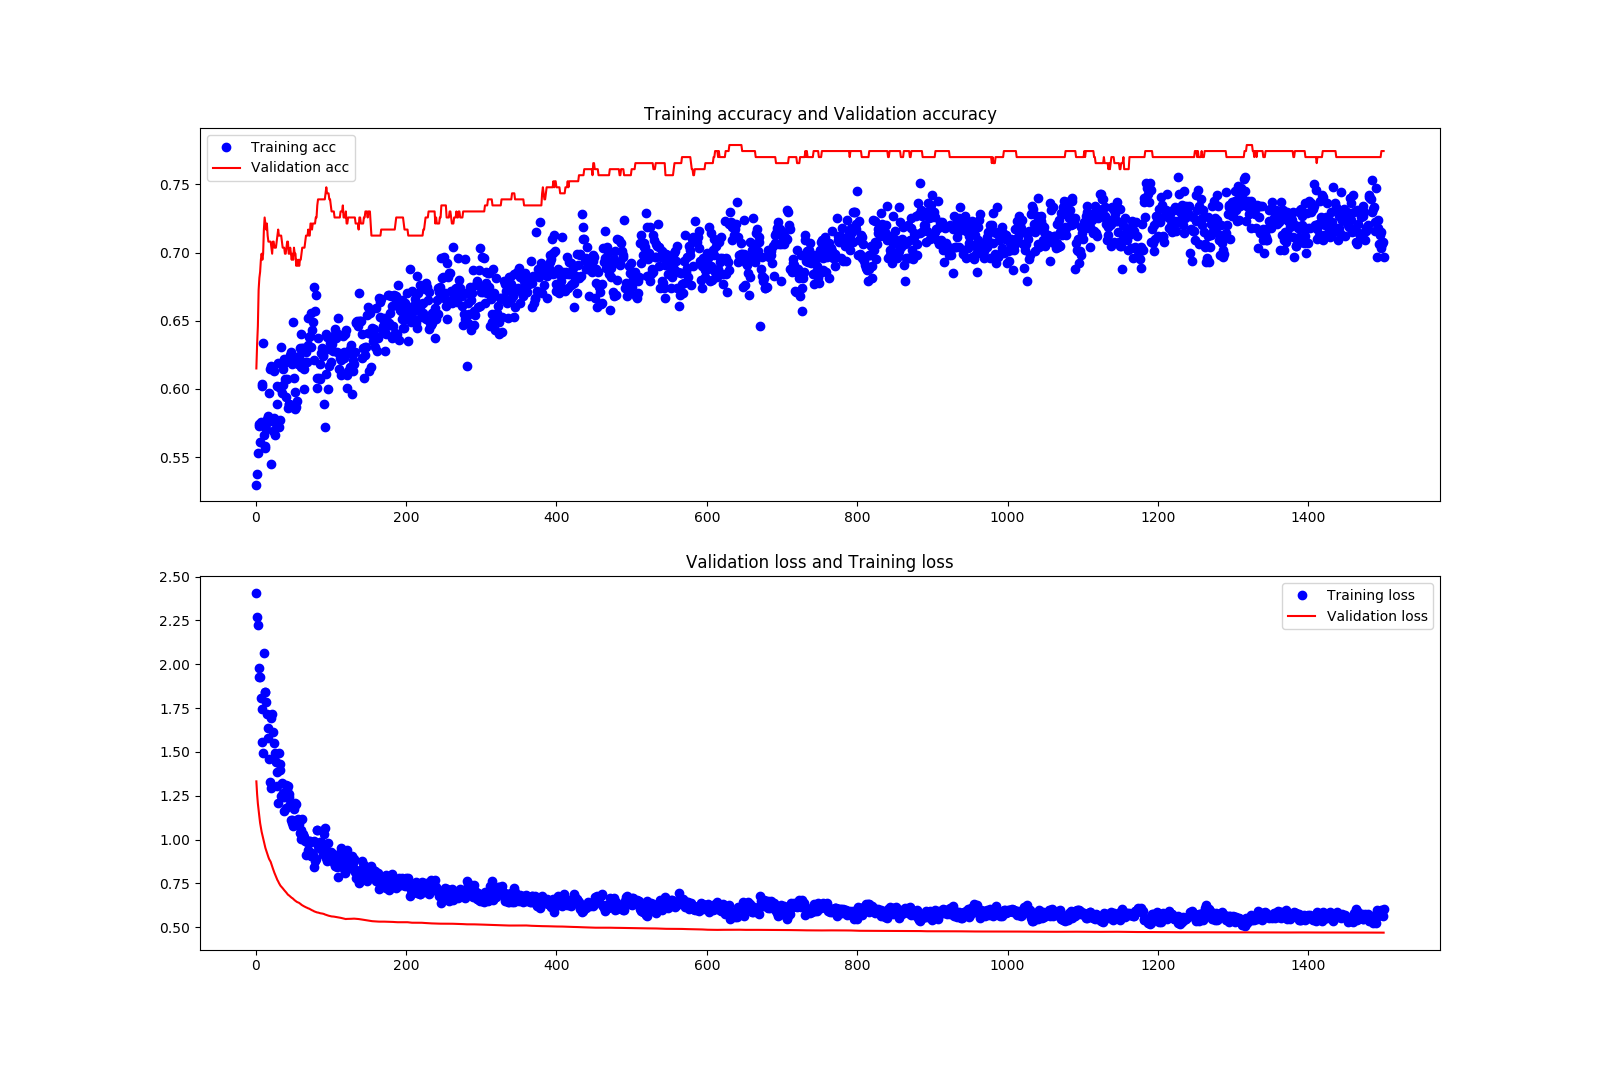 Training accuracy and Validation accuracy
Training acc
Validation acc
0.75
0.70
0.65
0.60
0.55
0 200 400 600 800 1000 1200 1400
Validation loss and Training loss
Training loss
Validation loss
2.50
2.25
2.00
1.75
1.50
1.25
1.00
0.75
0.50
0 200 400 600 800 1000 1200 1400